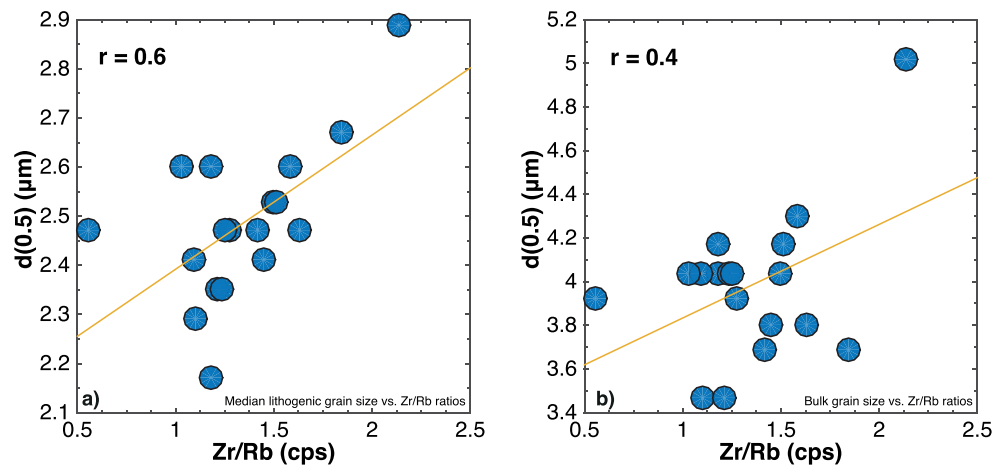 2.9
2.8
2.7
2.6
2.5
2.4
2.3
2.2
2.1
d(0.5) (µm)
r = 0.6
a)
Median lithogenic grain size vs. Zr/Rb ratios
0.5 1 1.5 2 2.5
Zr/Rb (cps)
5.2
5
4.8
4.6
4.4
4.2
4
3.8
3.6
3.4
d(0.5) (µm)
r = 0.4
b)
Bulk grain size vs. Zr/Rb ratios
0.5 1 1.5 2 2.5
Zr/Rb (cps)